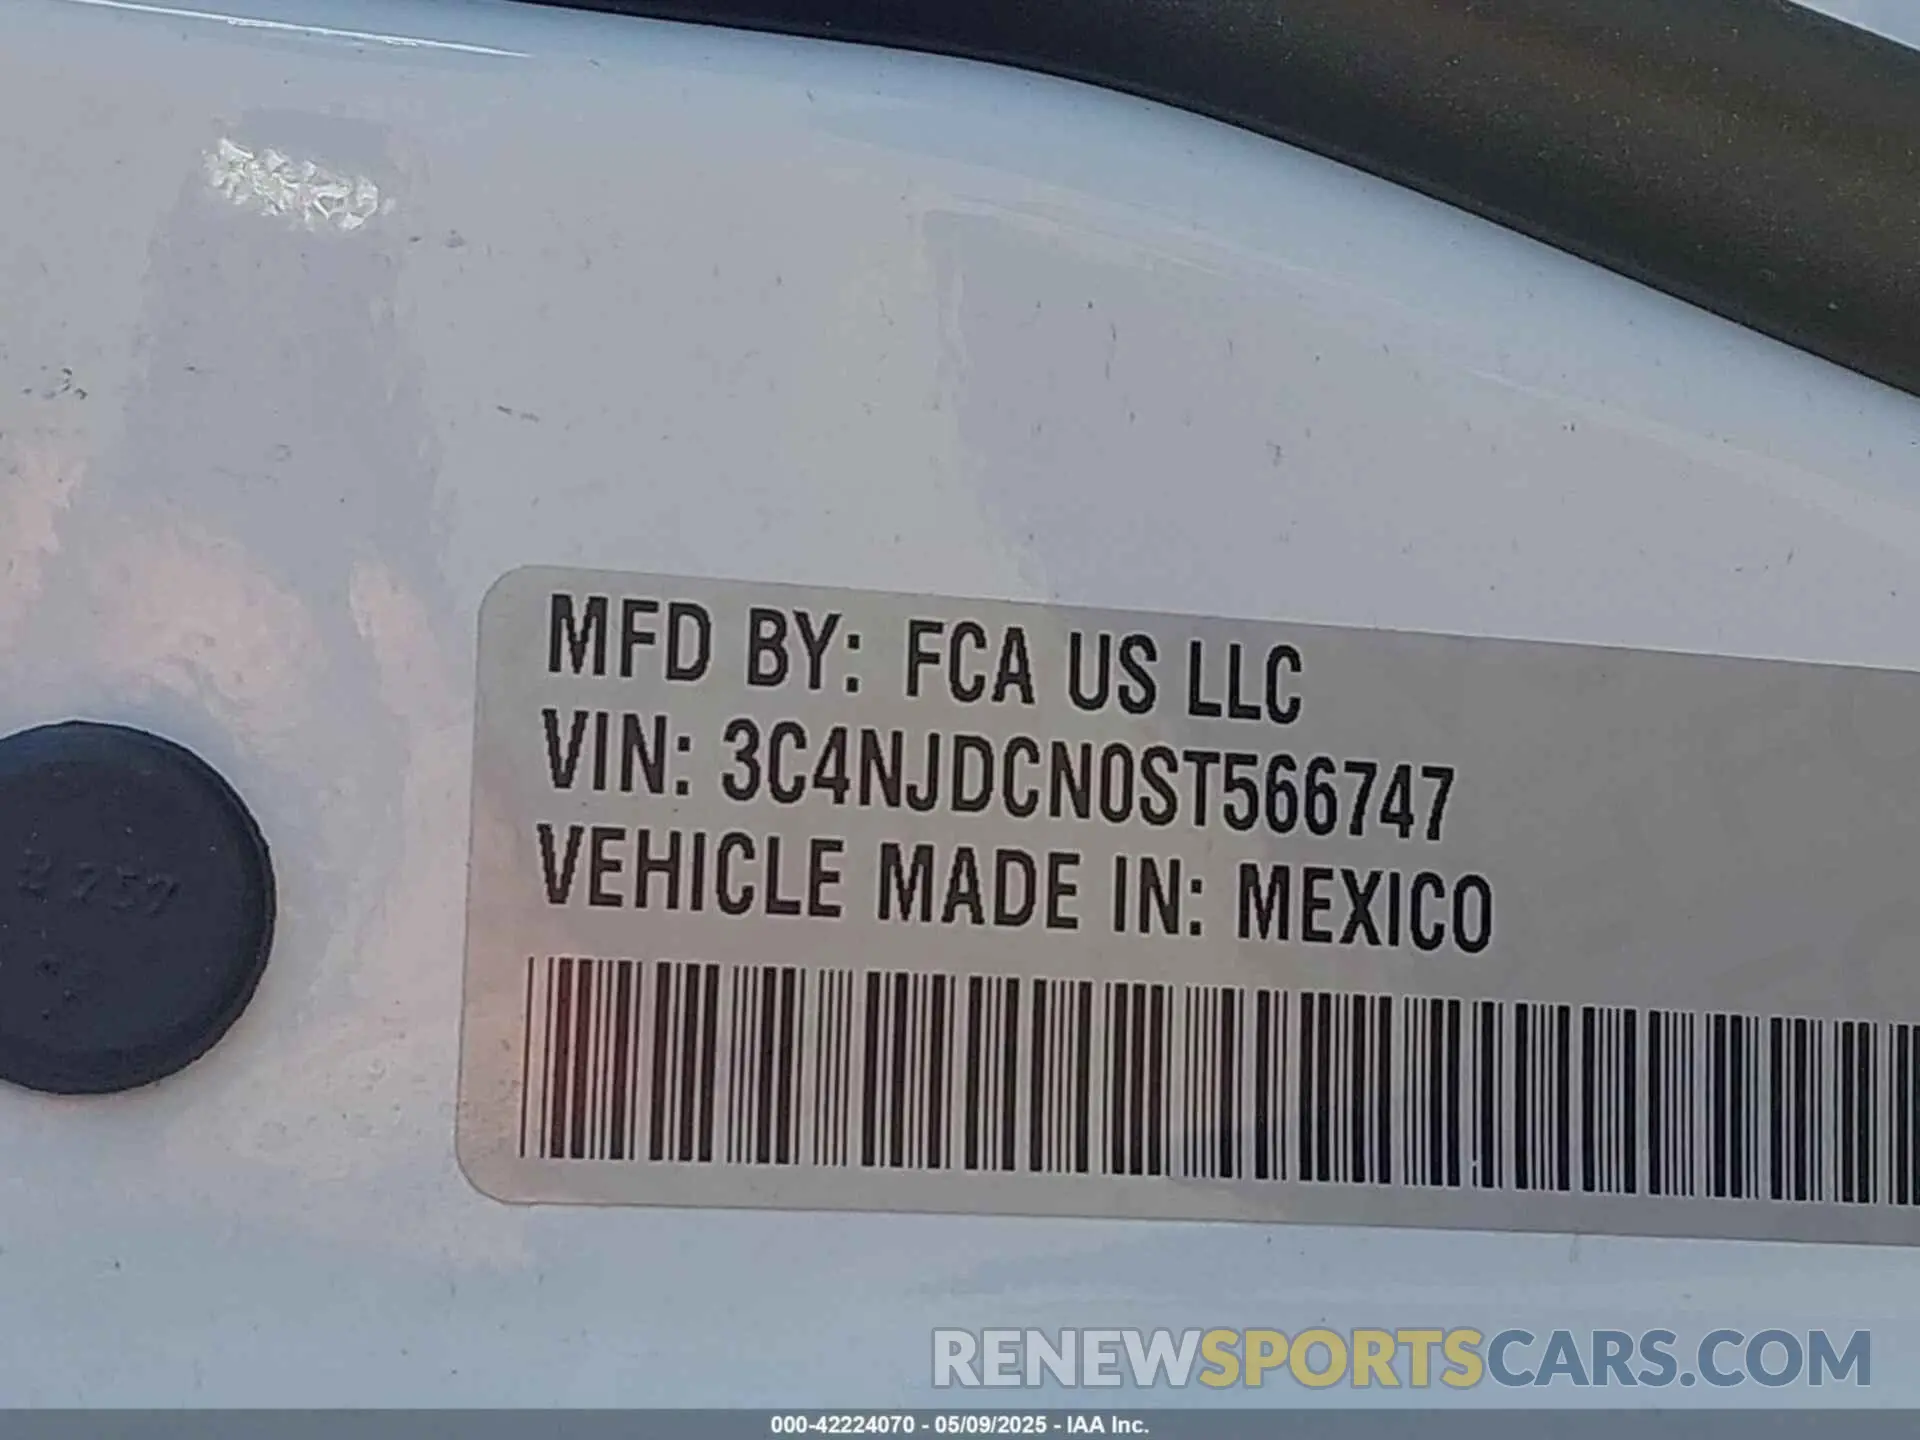 MFD BY: FCA US LLC
VIN: 3C4NJDCN0ST566747
VEHICLE MADE IN: MEXICO
757
RENEWSPORTSCARS.COM
000-42224070 - 05/09/2025 - IAA Inc.